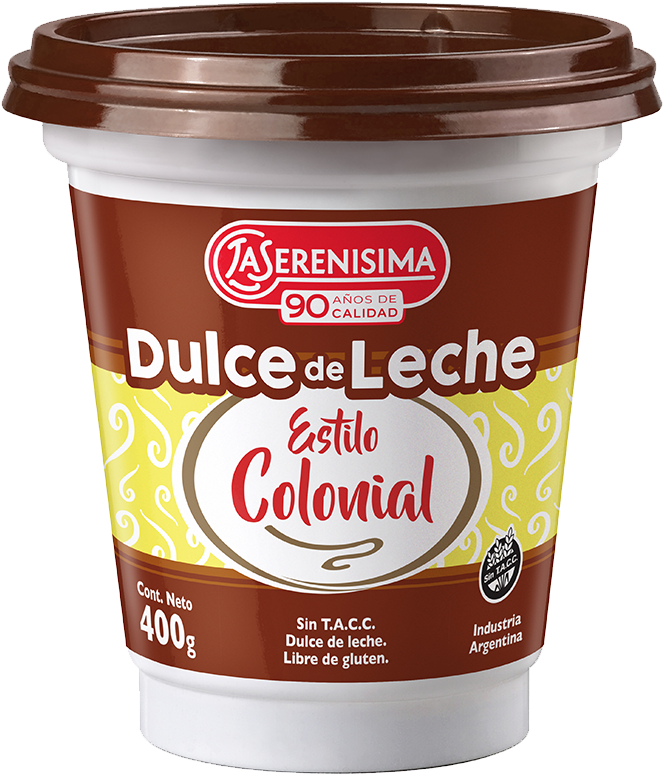 LA SERENISIMA
90 AÑOS DE
CALIDAD
Dulce de Leche
Estilo
Colonial
Sin T.A.C.C.
Cont. Neto
400g
Sin T.A.C.C.
Dulce de leche.
Libre de gluten.
Industria
Argentina